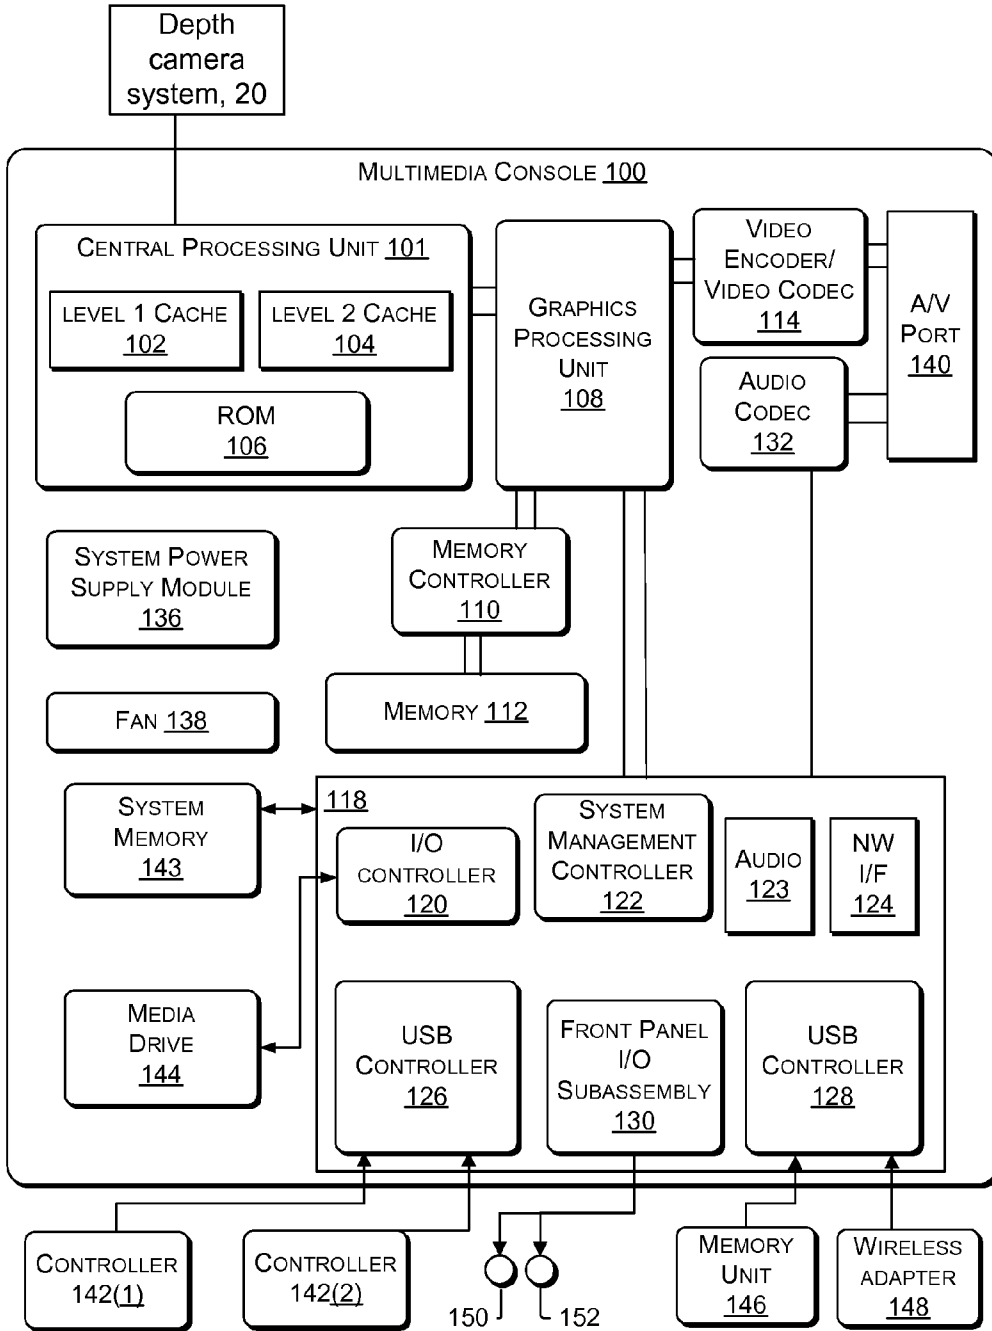 Depth
camera
system, 20
MULTIMEDIA CONSOLE 100
CENTRAL PROCESSING UNIT 101
LEVEL 1 CACHE
102
LEVEL 2 CACHE
104
ROM
106
GRAPHICS
PROCESSING
UNIT
108
VIDEO
ENCODER/
VIDEO CODEC
114
A/V
PORT
140
AUDIO
CODEC
132
SYSTEM POWER
SUPPLY MODULE
136
MEMORY
CONTROLLER
110
FAN 138
MEMORY 112
SYSTEM
MEMORY
143
118
I/O
CONTROLLER
120
SYSTEM
MANAGEMENT
CONTROLLER
122
AUDIO
123
NW
I/F
124
MEDIA
DRIVE
144
USB
CONTROLLER
126
FRONT PANEL
I/O
SUBASSEMBLY
130
USB
CONTROLLER
128
CONTROLLER
142(1)
CONTROLLER
142(2)
150
152
MEMORY
UNIT
146
WIRELESS
ADAPTER
148